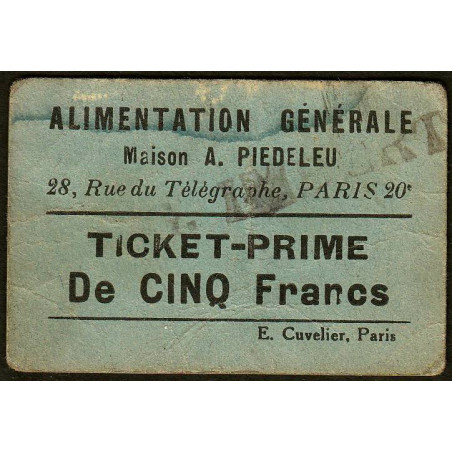 ALIMENTATION GÉNÉRALE
Maison A. PIEDELEU
28, Rue du Télégraphe, PARIS 20e
TICKET-PRIME
De CINQ Francs
E. Cuvelier, Paris